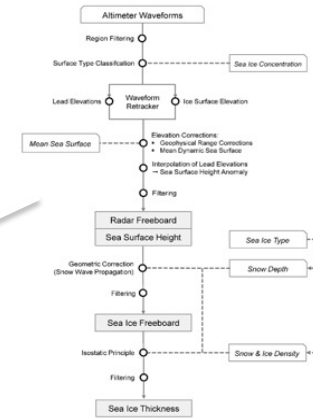 Altimeter Waveforms
Region Filtering
Surface Type Classification
Sea Ice Concentration
Lead Elevations
Waveform
Retracker
Ice Surface Elevation
Mean Sea Surface
Elevation Corrections:
• Geophysical Range Corrections
• Mean Dynamic Sea Surface
Interpolation of Lead Elevations
→ Sea Surface Height Anomaly
Filtering
Radar Freeboard
Sea Surface Height
Sea Ice Type
Geometric Correction
(Snow Wave Propagation)
Snow Depth
Filtering
Sea Ice Freeboard
Isostatic Principle
Snow & Ice Density
Filtering
Sea Ice Thickness